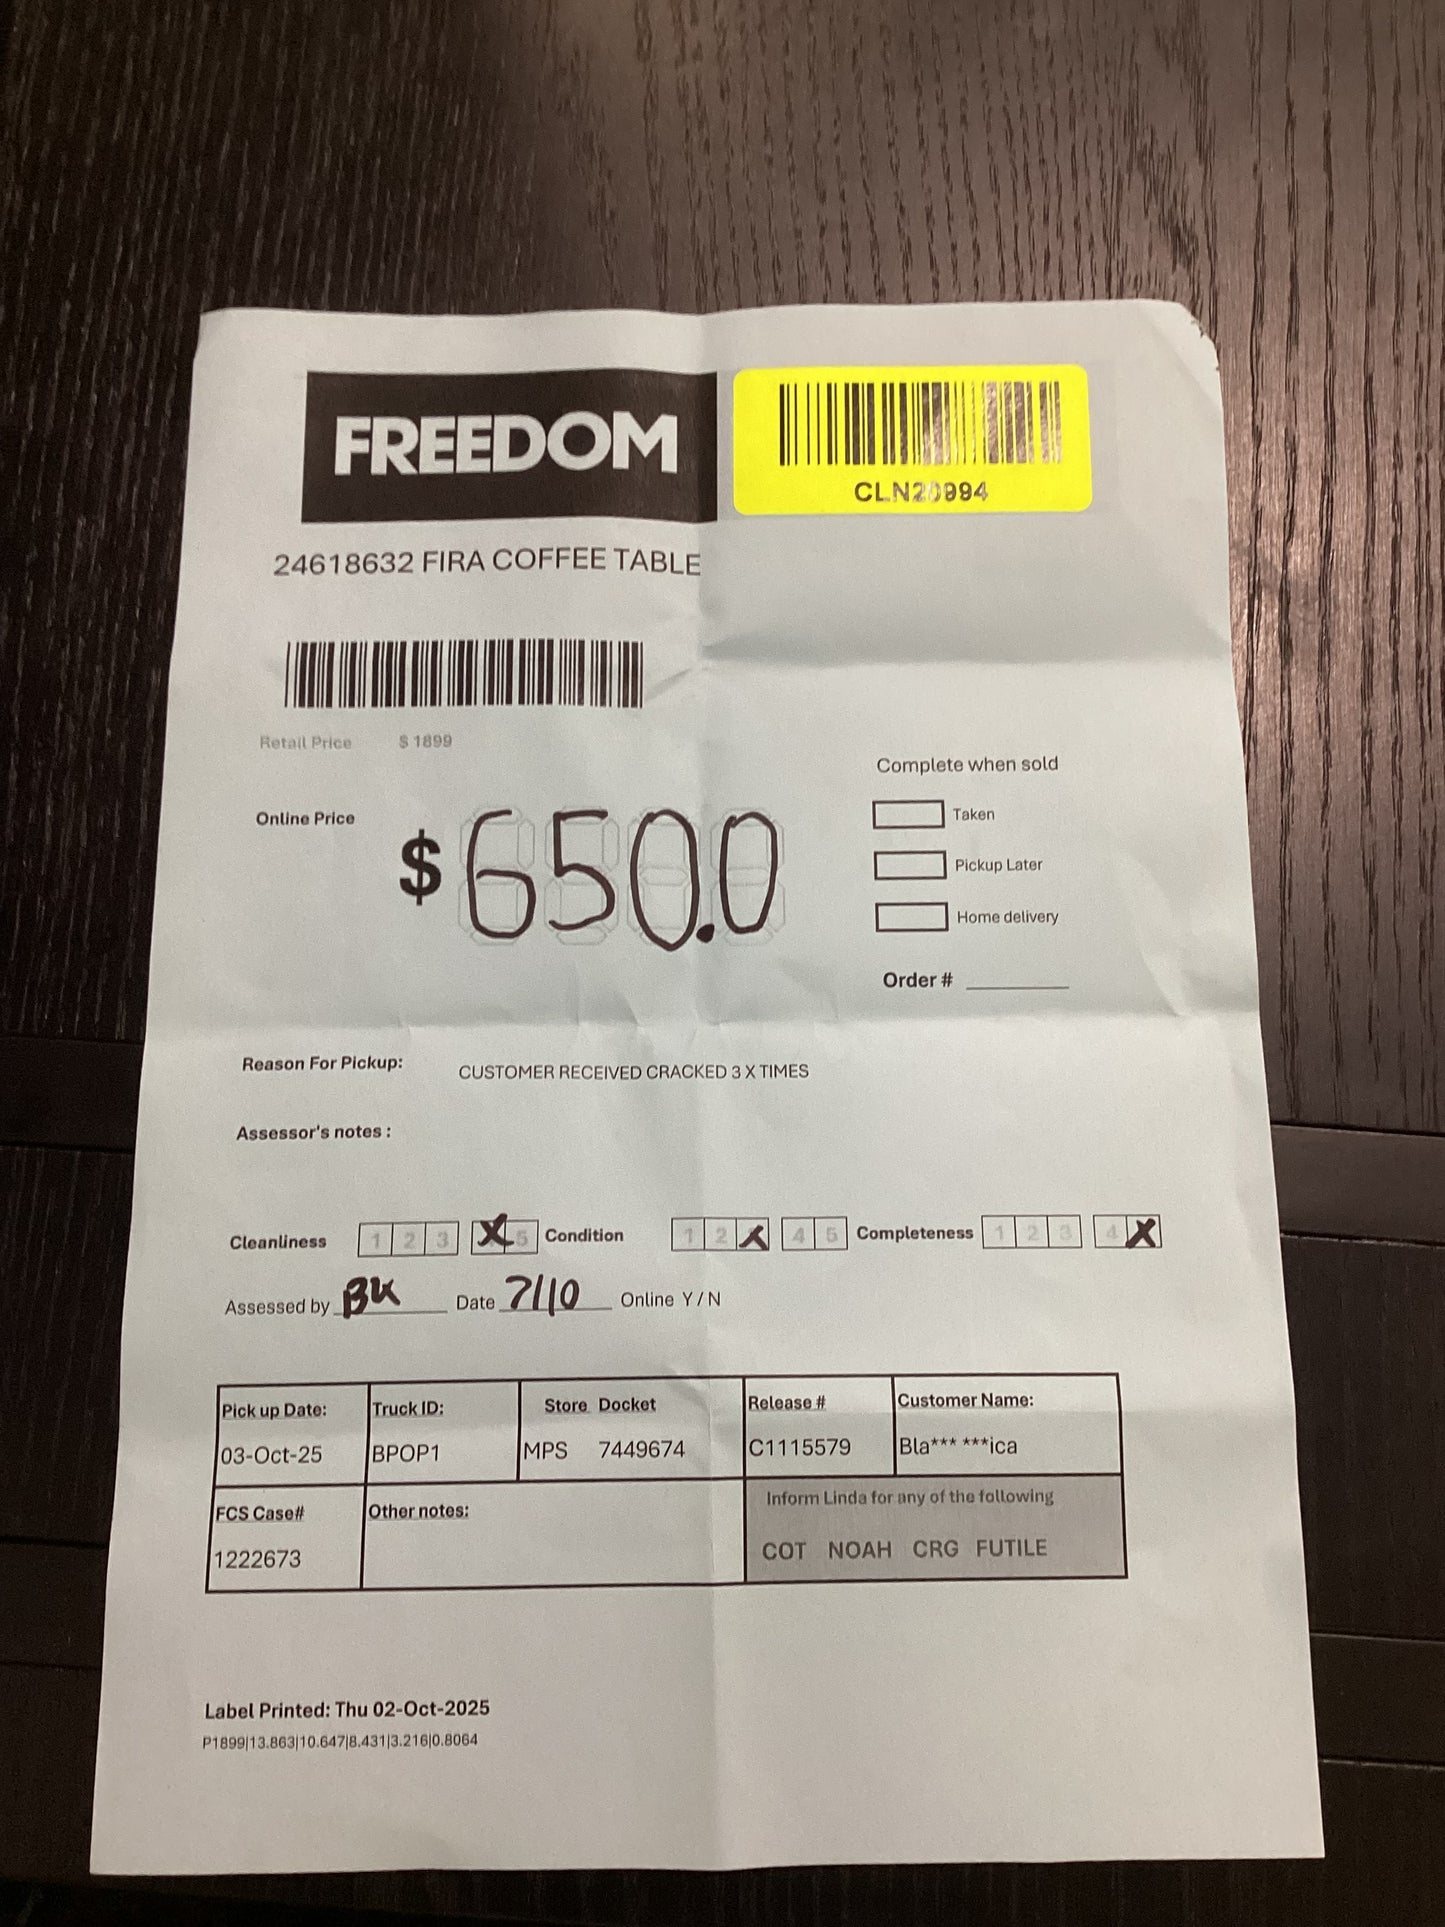 FREEDOM
CLN20994
24618632 FIRA COFFEE TABLE
Retail Price $ 1899
Online Price $ 650.0
Complete when sold
Taken
Pickup Later
Home delivery
Order #
Reason For Pickup: CUSTOMER RECEIVED CRACKED 3 X TIMES
Assessor's notes :
Cleanliness 1 2 3 X 5 Condition 1 2 X 4 5 Completeness 1 2 3 4 X
Assessed by BK Date 7/10 Online Y / N
Pick up Date: Truck ID: Store Docket Release # Customer Name:
03-Oct-25 BPOP1 MPS 7449674 C1115579 Bla*** ***ica
FCS Case# Other notes: Inform Linda for any of the following
1222673 COT NOAH CRG FUTILE
Label Printed: Thu 02-Oct-2025
P1899|13.863|10.647|8.431|3.216|0.8064